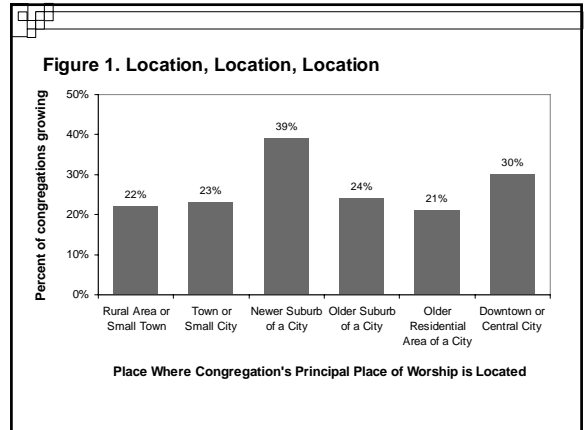 Figure 1. Location, Location, Location
Percent of congregations growing
50%
40%
30%
20%
10%
0%
22%
23%
39%
24%
21%
30%
Rural Area or
Small Town
Town or
Small City
Newer Suburb
of a City
Older Suburb
of a City
Older
Residential
Area of a City
Downtown or
Central City
Place Where Congregation's Principal Place of Worship is Located